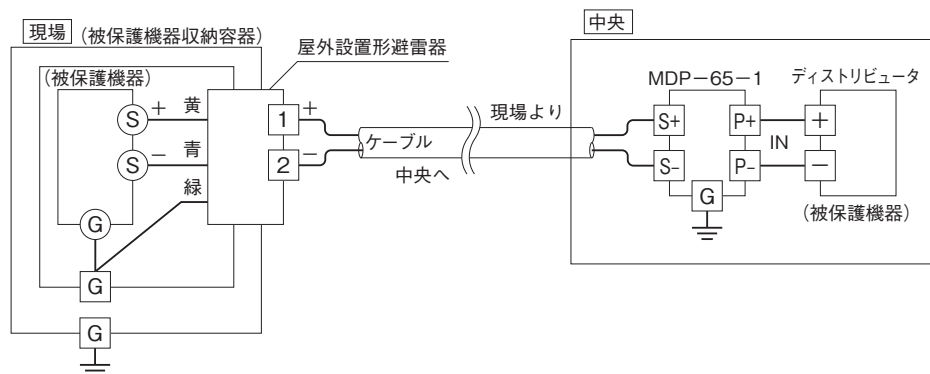 現場 (被保護機器収納容器)
屋外設置形避雷器
(被保護機器)
S + 黄
S − 青
緑
G
G
G
1 +
2 −
ケーブル
現場より
中央へ
中央
MDP−65−1
ディストリビュータ
S+
S−
P+
P−
IN
G
+
−
(被保護機器)